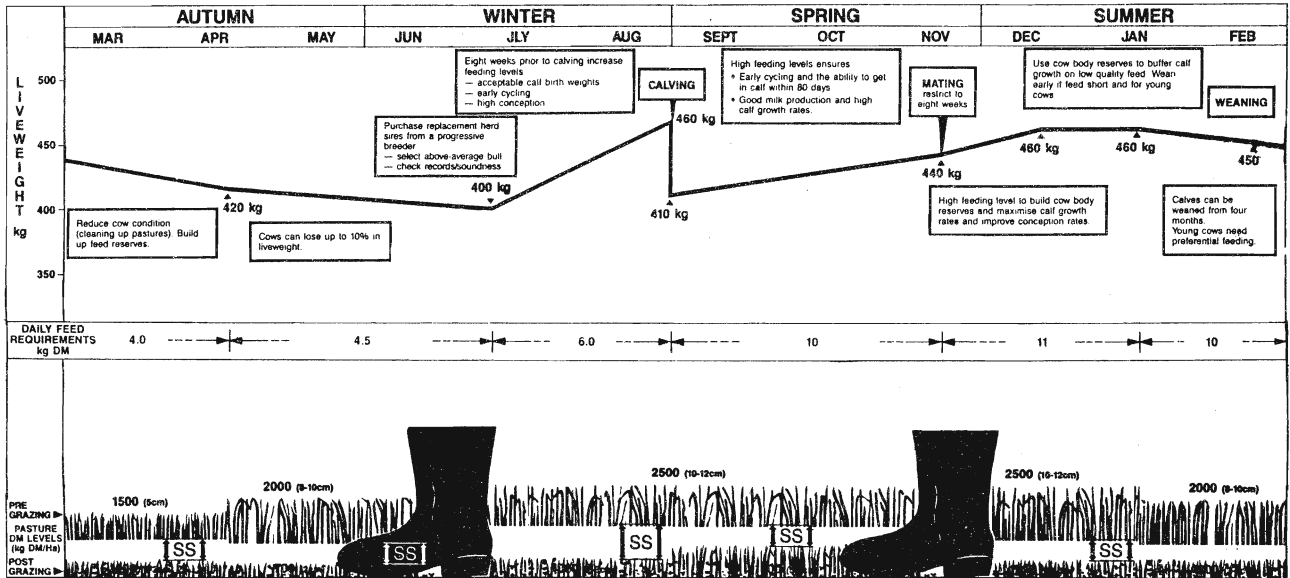 AUTUMN WINTER SPRING SUMMER
MAR APR MAY JUN JLY AUG SEPT OCT NOV DEC JAN FEB
LIVEWEIGHT kg
500
450
400
350
Eight weeks prior to calving increase
feeding levels
— acceptable calf birth weights
— early cycling
— high conception
CALVING
High feeding levels ensures
• Early cycling and the ability to get
in calf within 80 days
• Good milk production and high
calf growth rates.
MATING
restrict to
eight weeks
Use cow body reserves to buffer calf
growth on low quality feed. Wean
early if feed short and for young
cows
WEANING
Purchase replacement herd
sires from a progressive
breeder
— select above-average bull
— check records/soundness
420 kg
400 kg
460 kg
410 kg
440 kg
460 kg
460 kg
450
Reduce cow condition
(cleaning up pastures). Build
up feed reserves.
Cows can lose up to 10% in
liveweight.
High feeding level to build cow body
reserves and maximise calf growth
rates and improve conception rates.
Calves can be
weaned from four
months.
Young cows need
preferential feeding.
DAILY FEED
REQUIREMENTS
kg DM
4.0 4.5 6.0 10 11 10
1500 (5cm)
2000 (8-10cm)
2500 (10-12cm)
2500 (10-12cm)
2000 (8-10cm)
PRE
GRAZING
PASTURE
DM LEVELS
(kg DM/Ha)
POST
GRAZING
SS
SS
SS
SS
SS